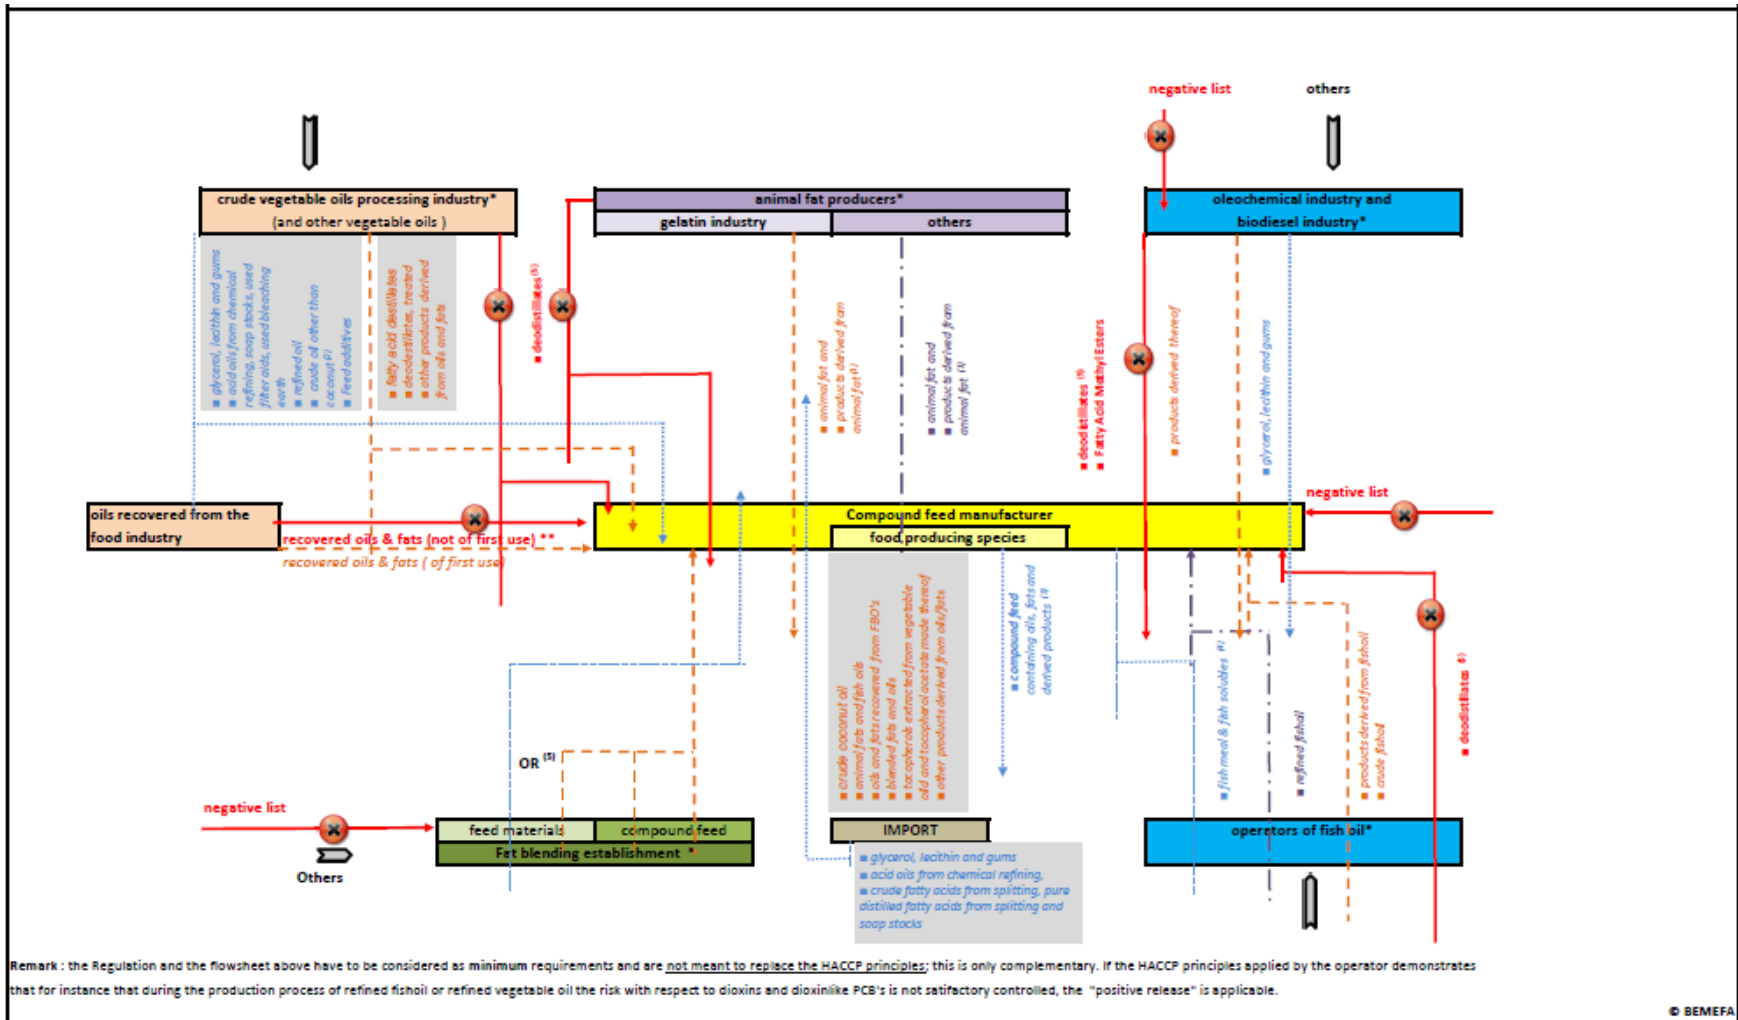 negative list
others
crude vegetable oils processing industry*
(and other vegetable oils )
animal fat producers*
gelatin industry
others
oleochemical industry and
biodiesel industry*
■ glycerol, lecithin and gums
■ acid oils from chemical
refining, soap stocks, used
filter aids, used bleaching
earth
■ refined oil
■ crude oil other than
coconut (2)
■ Feed additives
■ fatty acid destillates
■ deodestillates, treated
■ other products derived
from oils and fats
■ deodistillates (5)
■ animal fat and
■ products derived from
animal fat (1)
■ animal fat and
■ products derived from
animal fat (1)
■ deodistillates (5)
■ Fatty Acid Methyl Esters
■ products derived thereof
■ glycerol, lecithin and gums
oils recovered from the
food industry
recovered oils & fats (not of first use) **
recovered oils & fats ( of first use)
Compound feed manufacturer
food producing species
negative list
■ crude coconut oil
■ animal fats and fish oils
■ oils and fats recovered from FBO's
■ blended fats and oils
■ tocopherols extracted from vegetable
oil and tocopherol acetate made thereof
■ other products derived from oils/fats
■ compound feed
containing oils, fats and
derived products (3)
■ fish meal & fish solubles
■ refined fishoil
■ products derived from fishoil
■ crude fishoil
■ deodistillates
OR (5)
negative list
Others
feed materials
compound feed
Fat blending establishment *
IMPORT
■ glycerol, lecithin and gums
■ acid oils from chemical refining,
■ crude fatty acids from splitting, pure
distilled fatty acids from splitting and
soap stocks
operators of fish oil*
Remark : the Regulation and the flowsheet above have to be considered as minimum requirements and are not meant to replace the HACCP principles; this is only complementary. If the HACCP principles applied by the operator demonstrates
that for instance that during the production process of refined fishoil or refined vegetable oil the risk with respect to dioxins and dioxinlike PCB's is not satifactory controlled, the "positive release" is applicable.
© BEMEFA